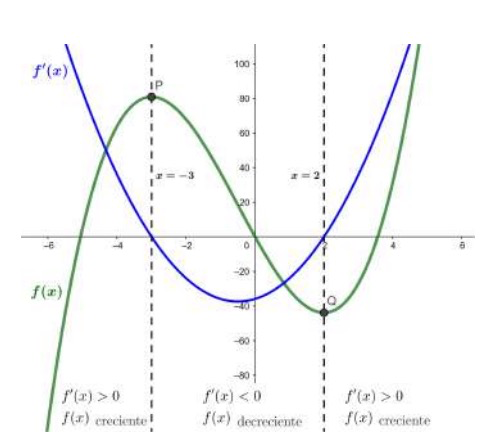 100
f'(x)
P
80
60
40
x = −3
x = 2
20
−6
−4
−2
0
2
4
6
−20
f(x)
−40
Q
−60
−80
f'(x) > 0
f'(x) < 0
f'(x) > 0
f(x) creciente
f(x) decreciente
f(x) creciente